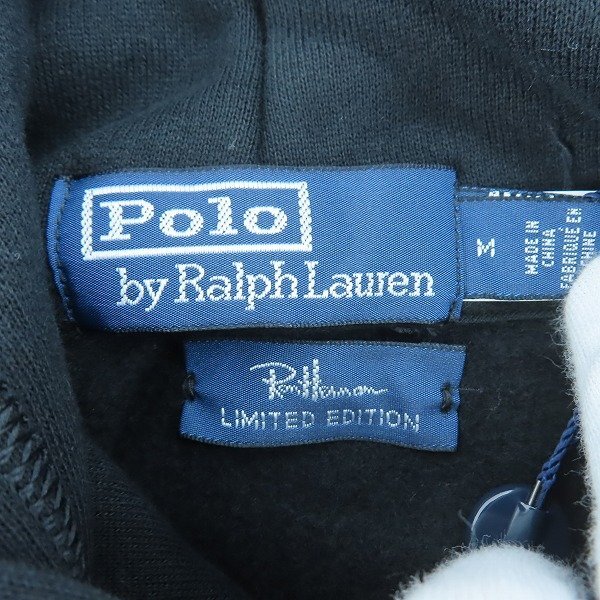 Polo
by Ralph Lauren
M
MADE IN
CHINA
FABRIQUE EN
CHINE
Ron Herman
LIMITED EDITION